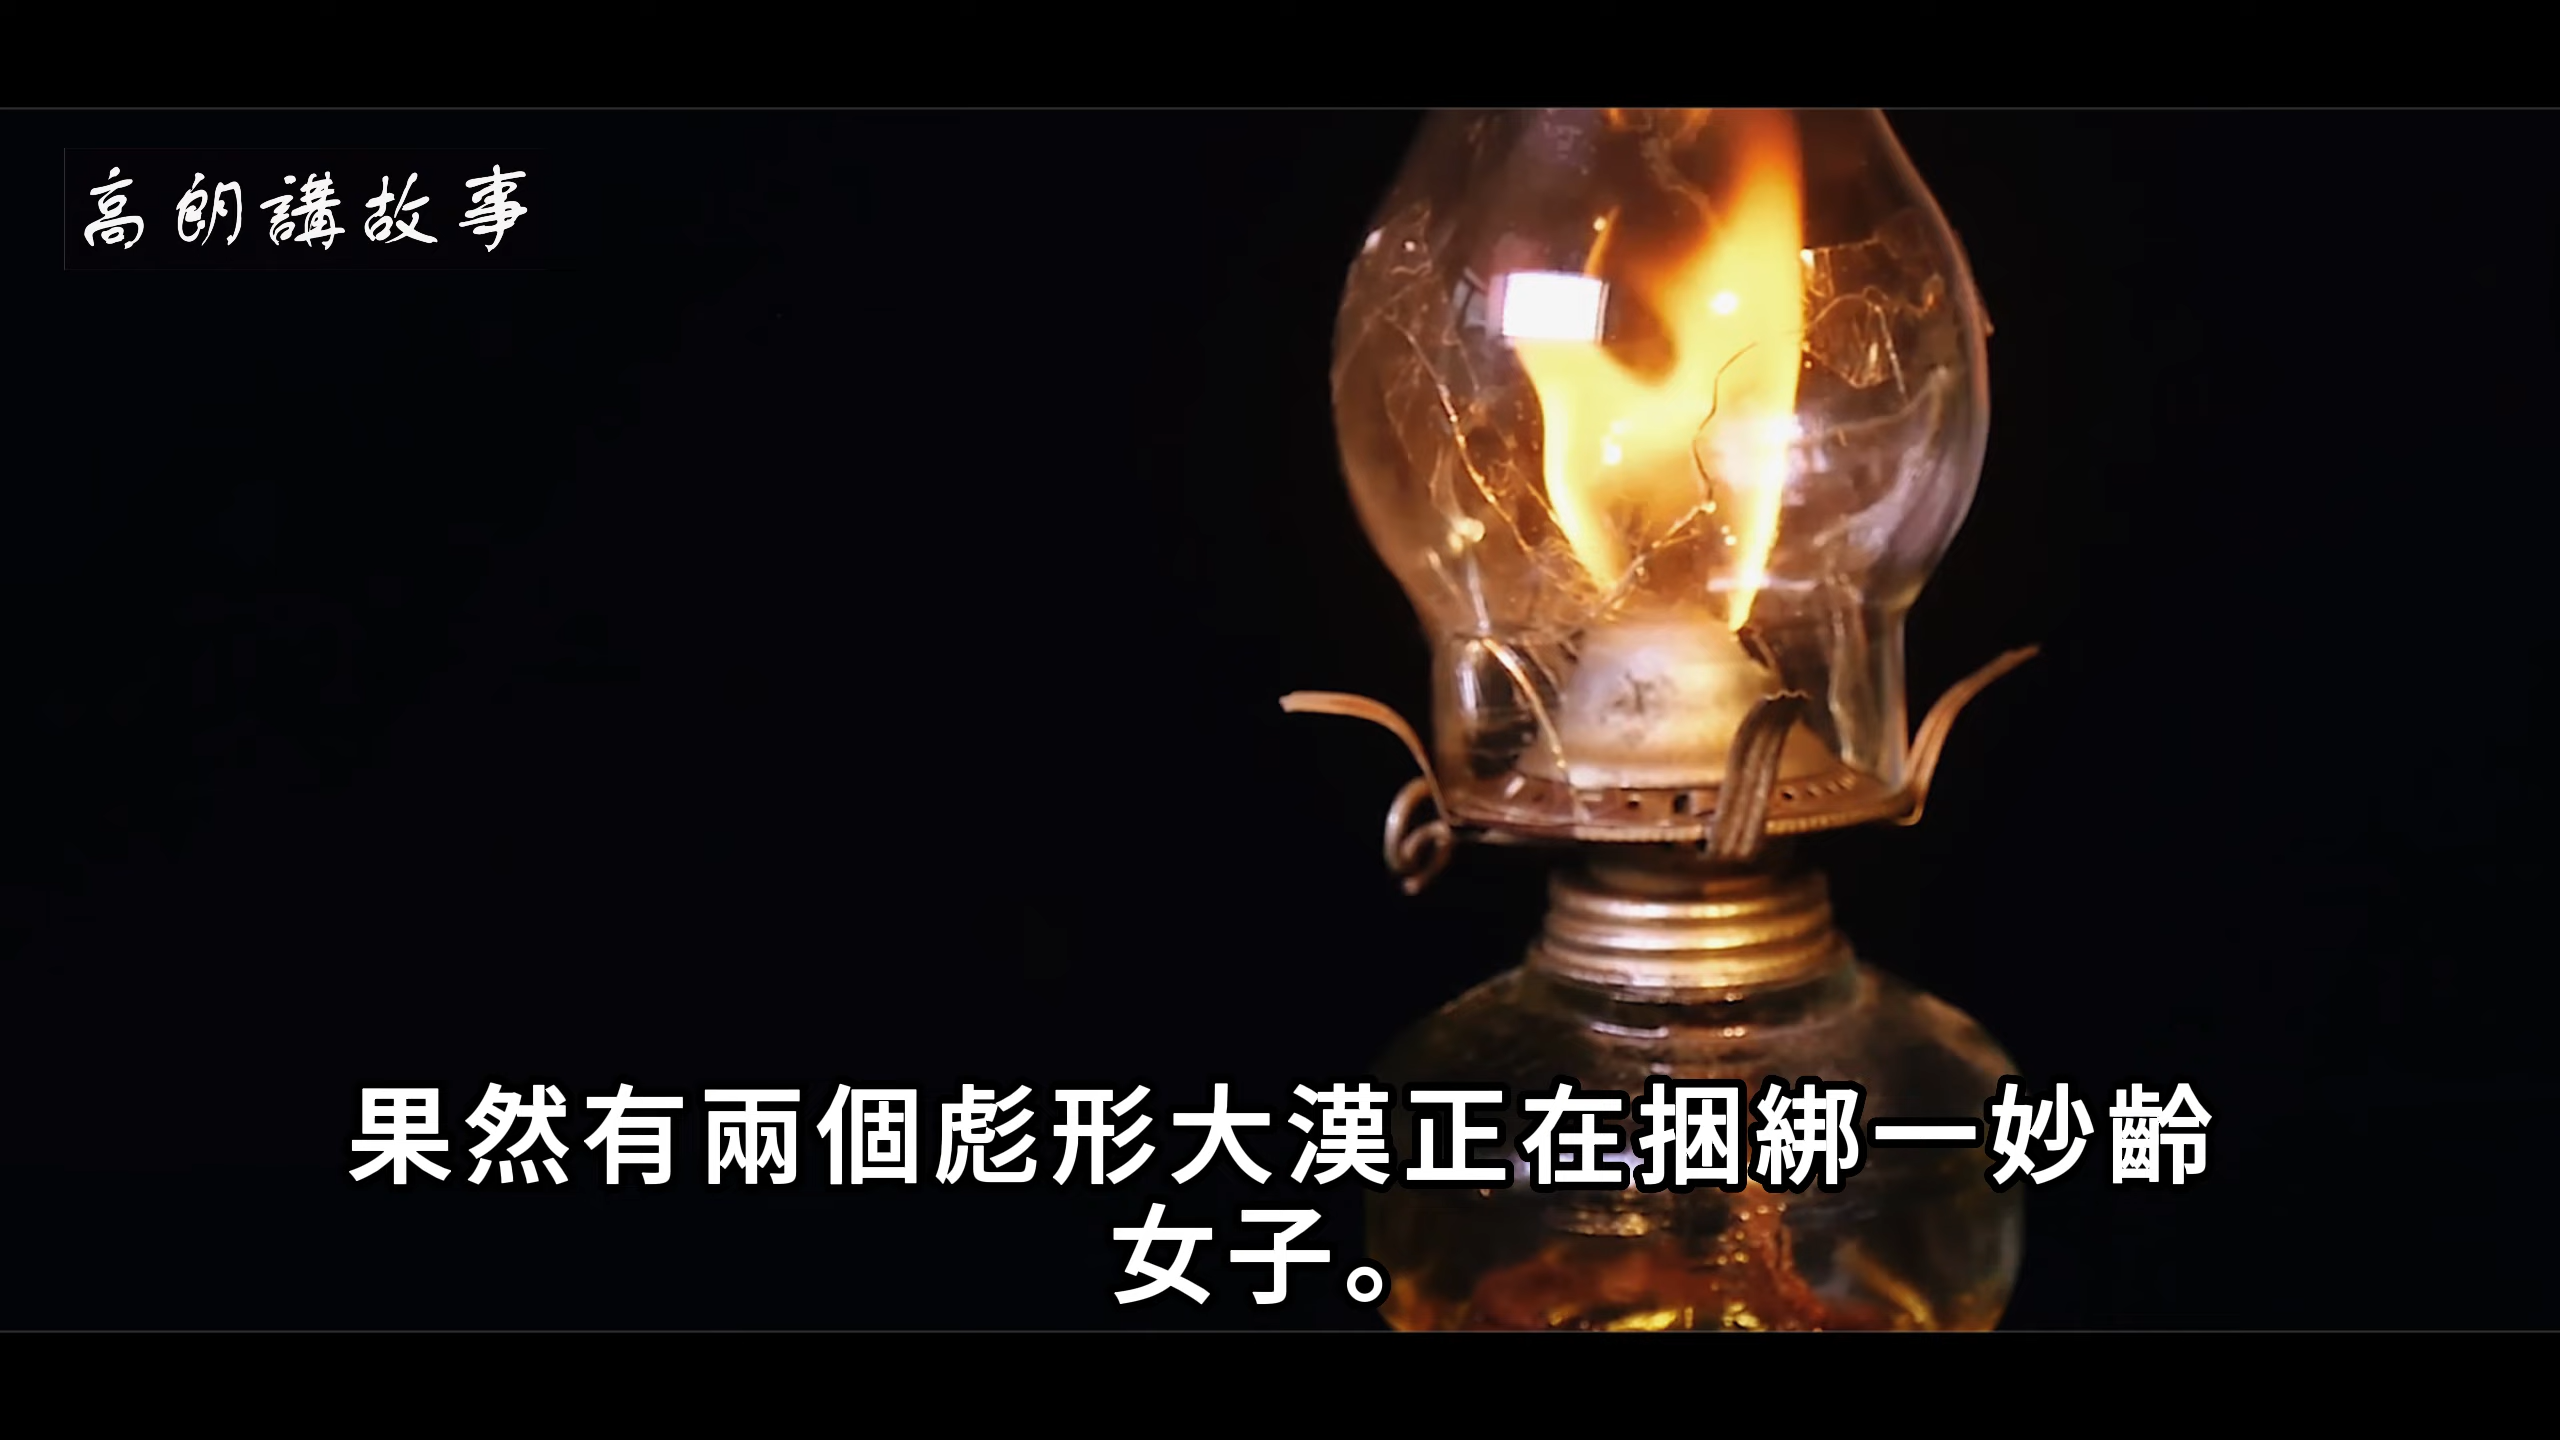 高朗講故事
果然有兩個彪形大漢正在捆綁一妙齡
女子。